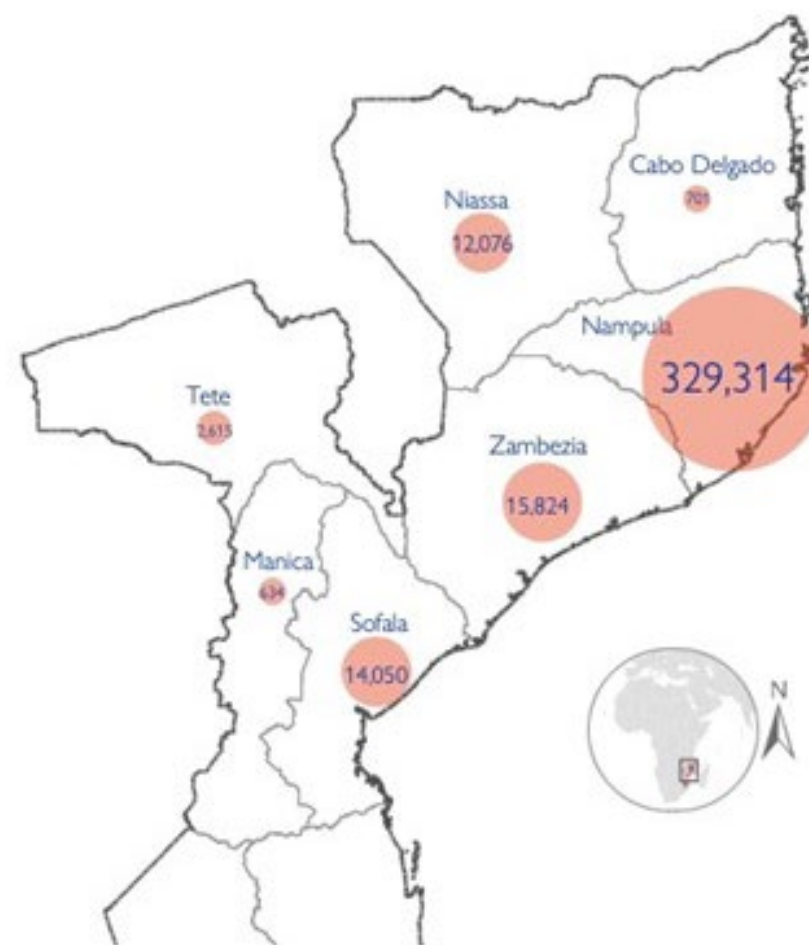 Cabo Delgado
701
Niassa
12,076
Nampula
329,314
Tete
2,615
Zambezia
15,824
Manica
634
Sofala
14,050
N